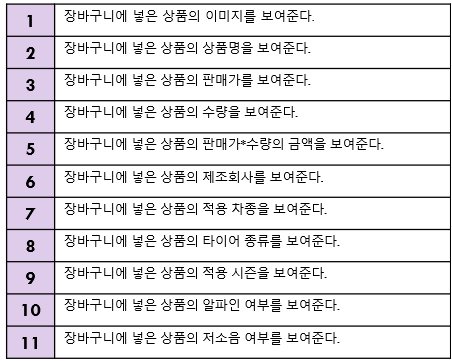 1 장바구니에 넣은 상품의 이미지를 보여준다.
2 장바구니에 넣은 상품의 상품명을 보여준다.
3 장바구니에 넣은 상품의 판매가를 보여준다.
4 장바구니에 넣은 상품의 수량을 보여준다.
5 장바구니에 넣은 상품의 판매가*수량의 금액을 보여준다.
6 장바구니에 넣은 상품의 제조회사를 보여준다.
7 장바구니에 넣은 상품의 적용 차종을 보여준다.
8 장바구니에 넣은 상품의 타이어 종류를 보여준다.
9 장바구니에 넣은 상품의 적용 시즌을 보여준다.
10 장바구니에 넣은 상품의 알파인 여부를 보여준다.
11 장바구니에 넣은 상품의 저소음 여부를 보여준다.